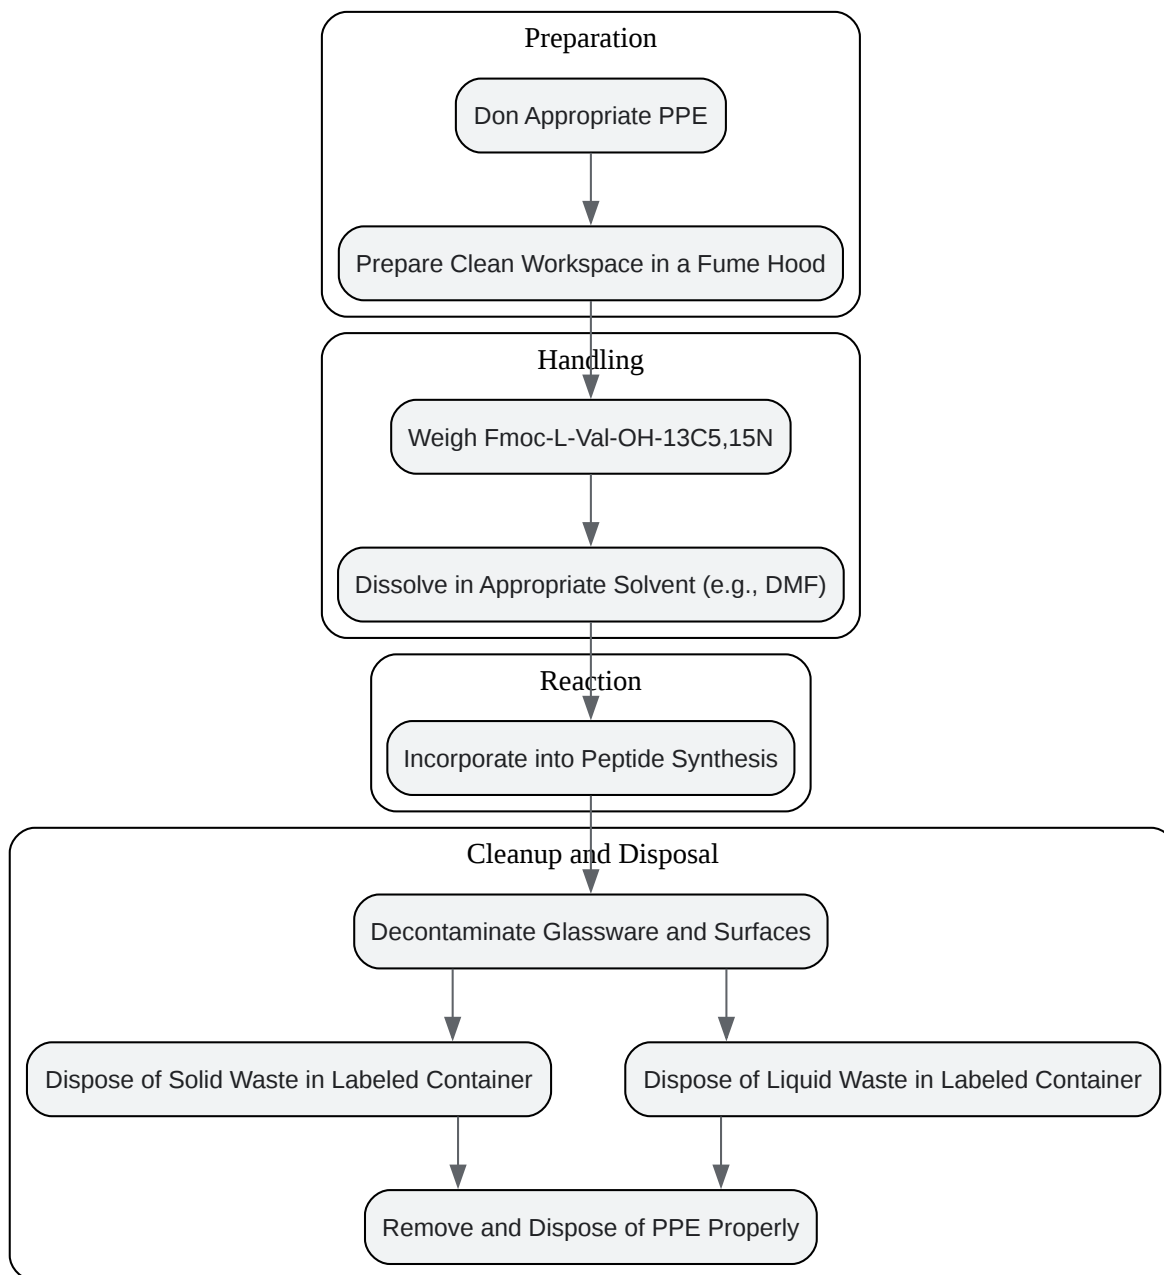 Preparation
Don Appropriate PPE
Prepare Clean Workspace in a Fume Hood
Handling
Weigh Fmoc-L-Val-OH-13C5,15N
Dissolve in Appropriate Solvent (e.g., DMF)
Reaction
Incorporate into Peptide Synthesis
Cleanup and Disposal
Decontaminate Glassware and Surfaces
Dispose of Solid Waste in Labeled Container
Dispose of Liquid Waste in Labeled Container
Remove and Dispose of PPE Properly